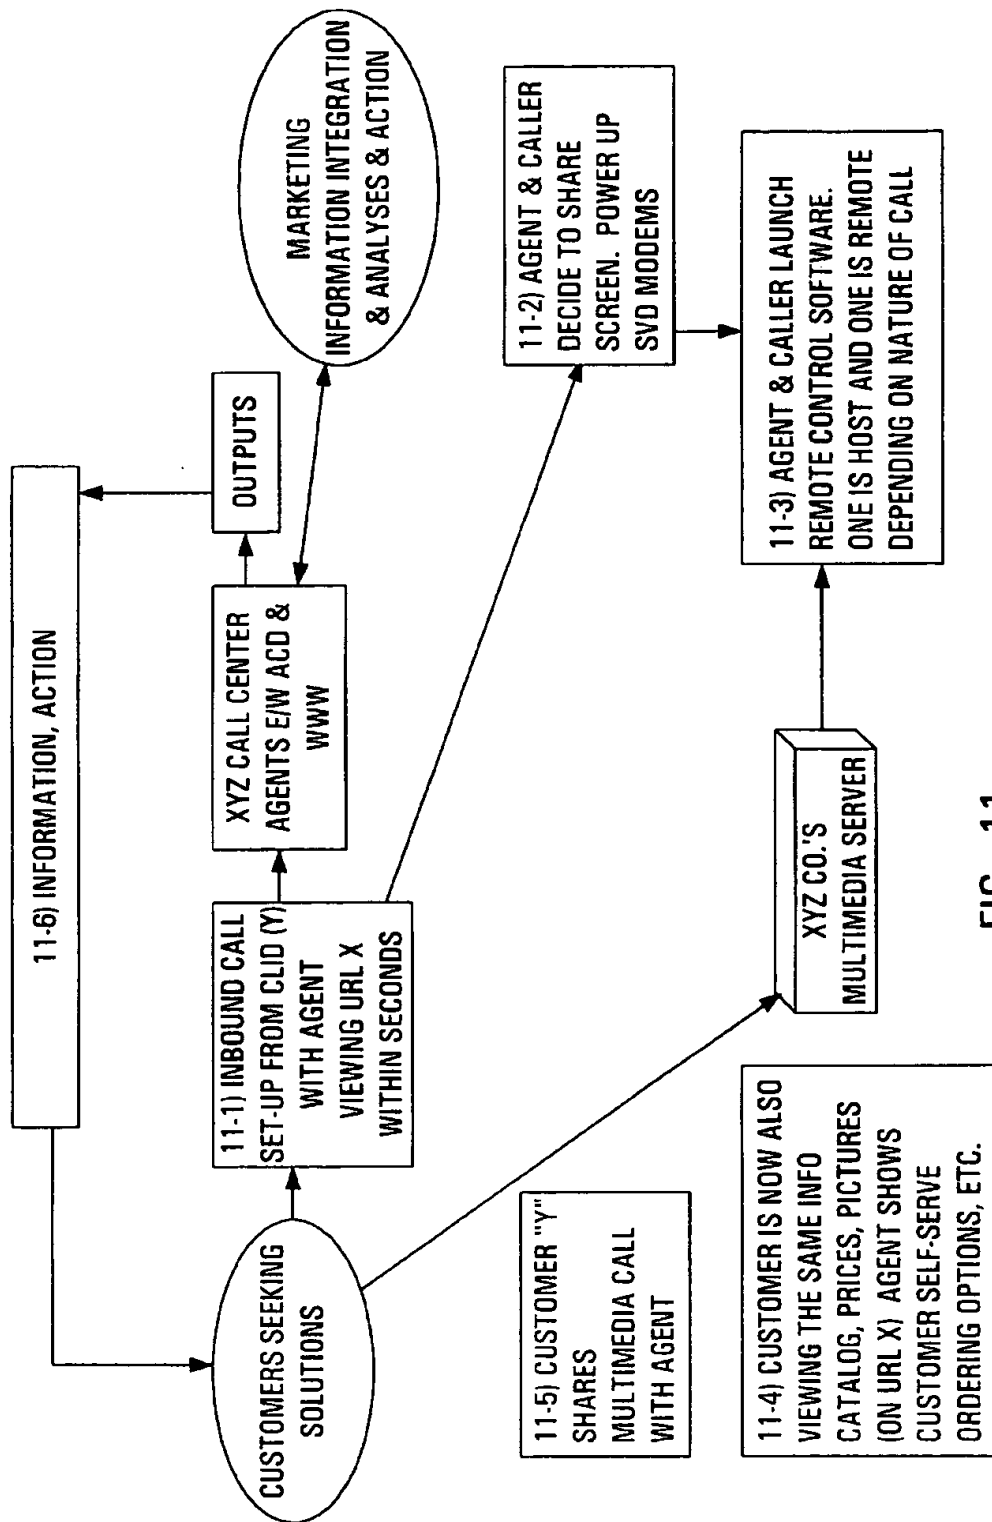 11-6) INFORMATION, ACTION
CUSTOMERS SEEKING
SOLUTIONS
11-1) INBOUND CALL
SET-UP FROM CLID (Y)
WITH AGENT
VIEWING URL X
WITHIN SECONDS
XYZ CALL CENTER
AGENTS E/W ACD &
WWW
OUTPUTS
MARKETING
INFORMATION INTEGRATION
& ANALYSES & ACTION
11-5) CUSTOMER "Y"
SHARES
MULTIMEDIA CALL
WITH AGENT
11-2) AGENT & CALLER
DECIDE TO SHARE
SCREEN. POWER UP
SVD MODEMS
11-4) CUSTOMER IS NOW ALSO
VIEWING THE SAME INFO
CATALOG, PRICES, PICTURES
(ON URL X) AGENT SHOWS
CUSTOMER SELF-SERVE
ORDERING OPTIONS, ETC.
XYZ CO.'S
MULTIMEDIA SERVER
11-3) AGENT & CALLER LAUNCH
REMOTE CONTROL SOFTWARE.
ONE IS HOST AND ONE IS REMOTE
DEPENDING ON NATURE OF CALL
FIG. 11